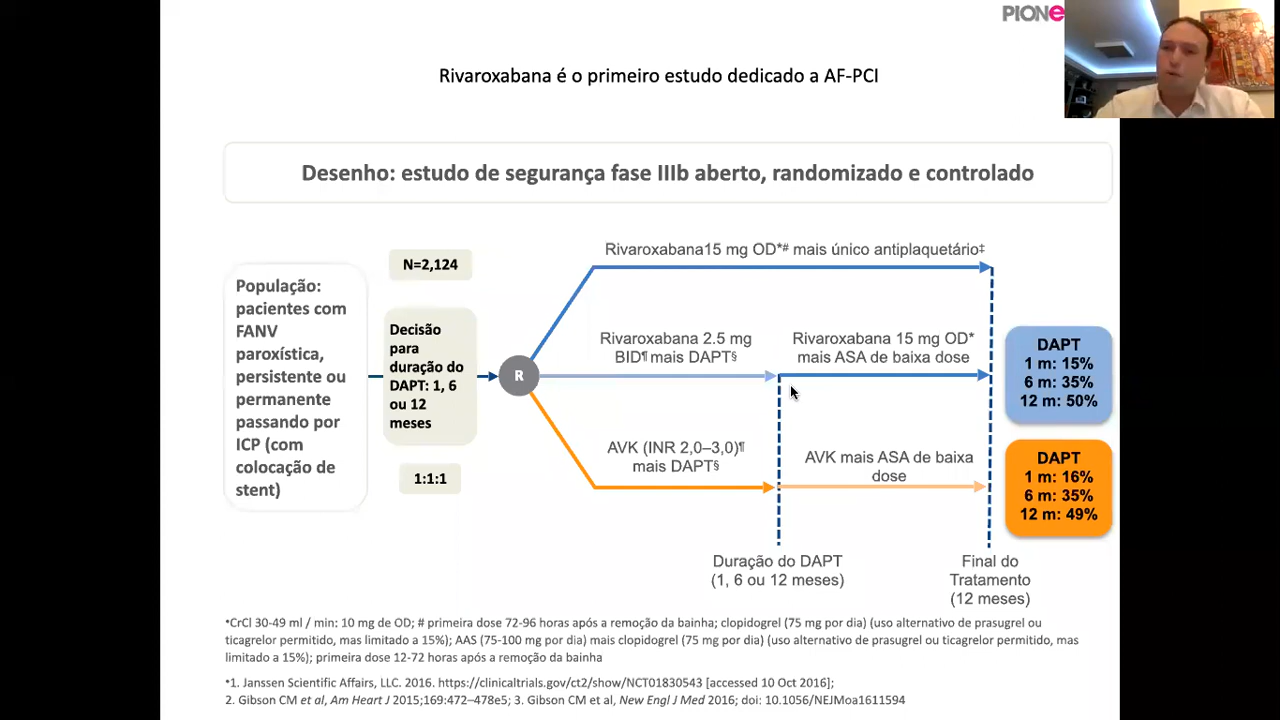 PIONE
Rivaroxabana é o primeiro estudo dedicado a AF-PCI
Desenho: estudo de segurança fase IIIb aberto, randomizado e controlado
População:
pacientes com
FANV
paroxística,
persistente ou
permanente
passando por
ICP (com
colocação de
stent)
N=2,124
Decisão
para
duração do
DAPT: 1, 6
ou 12
meses
1:1:1
R
Rivaroxabana15 mg OD*# mais único antiplaquetário‡
Rivaroxabana 2.5 mg
BID¶ mais DAPT§
Rivaroxabana 15 mg OD*
mais ASA de baixa dose
AVK (INR 2,0–3,0)¶
mais DAPT§
AVK mais ASA de baixa
dose
DAPT
1 m: 15%
6 m: 35%
12 m: 50%
DAPT
1 m: 16%
6 m: 35%
12 m: 49%
Duração do DAPT
(1, 6 ou 12 meses)
Final do
Tratamento
(12 meses)
*CrCl 30-49 ml / min: 10 mg de OD; # primeira dose 72-96 horas após a remoção da bainha; clopidogrel (75 mg por dia) (uso alternativo de prasugrel ou
ticagrelor permitido, mas limitado a 15%); AAS (75-100 mg por dia) mais clopidogrel (75 mg por dia) (uso alternativo de prasugrel ou ticagrelor permitido, mas
limitado a 15%); primeira dose 12-72 horas após a remoção da bainha
*1. Janssen Scientific Affairs, LLC. 2016. https://clinicaltrials.gov/ct2/show/NCT01830543 [accessed 10 Oct 2016];
2. Gibson CM et al, Am Heart J 2015;169:472–478e5; 3. Gibson CM et al, New Engl J Med 2016; doi: 10.1056/NEJMoa1611594